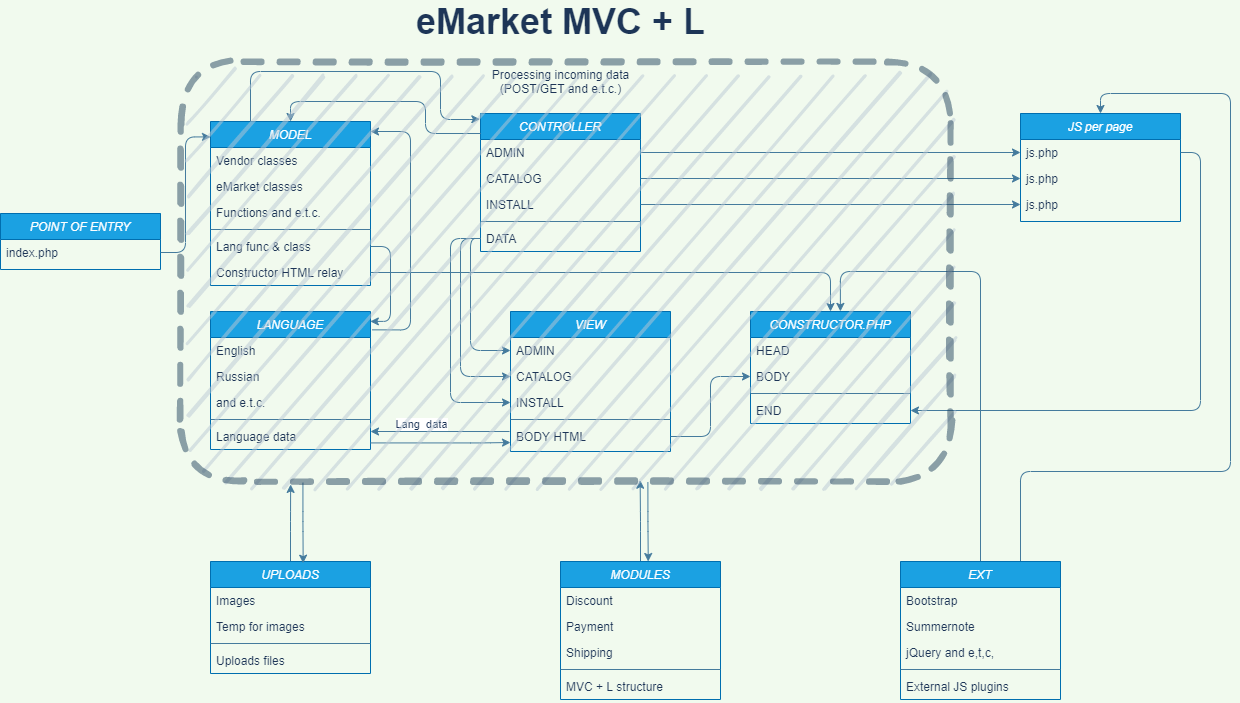 eMarket MVC + L
Processing incoming data
(POST/GET and e.t.c.)
POINT OF ENTRY
index.php
MODEL
Vendor classes
eMarket classes
Functions and e.t.c.
Lang func & class
Constructor HTML relay
CONTROLLER
ADMIN
CATALOG
INSTALL
DATA
JS per page
js.php
js.php
js.php
LANGUAGE
English
Russian
and e.t.c.
Language data
Lang data
VIEW
ADMIN
CATALOG
INSTALL
BODY HTML
CONSTRUCTOR.PHP
HEAD
BODY
END
UPLOADS
Images
Temp for images
Uploads files
MODULES
Discount
Payment
Shipping
MVC + L structure
EXT
Bootstrap
Summernote
jQuery and e,t,c,
External JS plugins